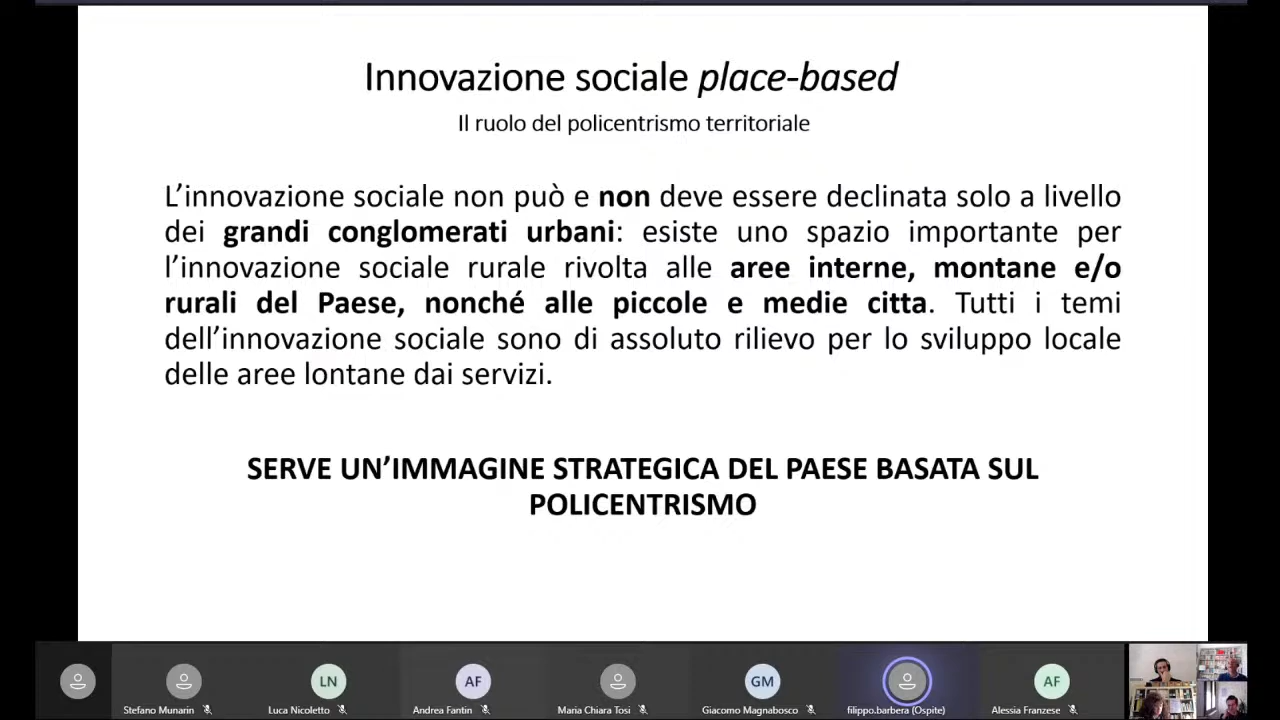 Innovazione sociale place-based
Il ruolo del policentrismo territoriale
L’innovazione sociale non può e non deve essere declinata solo a livello
dei grandi conglomerati urbani: esiste uno spazio importante per
l’innovazione sociale rurale rivolta alle aree interne, montane e/o
rurali del Paese, nonché alle piccole e medie citta. Tutti i temi
dell’innovazione sociale sono di assoluto rilievo per lo sviluppo locale
delle aree lontane dai servizi.
SERVE UN’IMMAGINE STRATEGICA DEL PAESE BASATA SUL
POLICENTRISMO
LN AF GM AF
Stefano Munarin Luca Nicoletto Andrea Fantin Maria Chiara Tosi Giacomo Magnabosco filippo.barbera (Ospite) Alessia Franzese